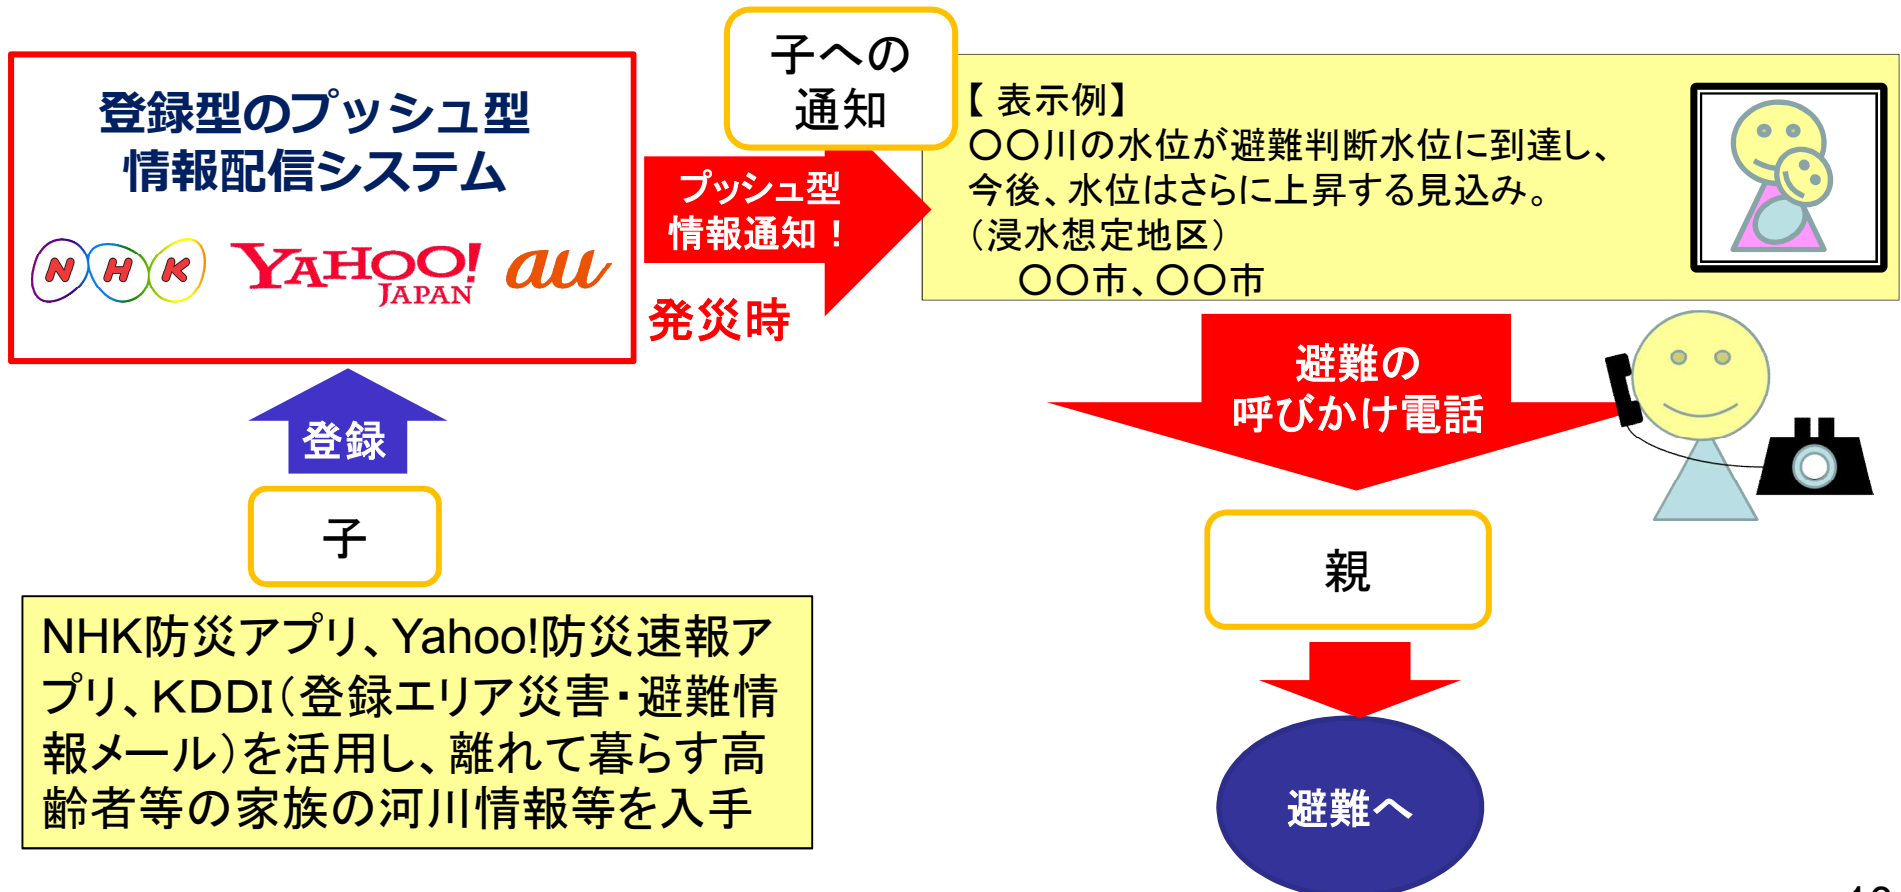 子への
通知
登録型のプッシュ型
情報配信システム
NHK YAHOO! JAPAN au
プッシュ型
情報通知！
発災時
【 表示例】
〇〇川の水位が避難判断水位に到達し、
今後、水位はさらに上昇する見込み。
（浸水想定地区）
〇〇市、〇〇市
避難の
呼びかけ電話
登録
子
親
NHK防災アプリ、Yahoo!防災速報ア
プリ、KDDI（登録エリア災害・避難情
報メール）を活用し、離れて暮らす高
齢者等の家族の河川情報等を入手
避難へ